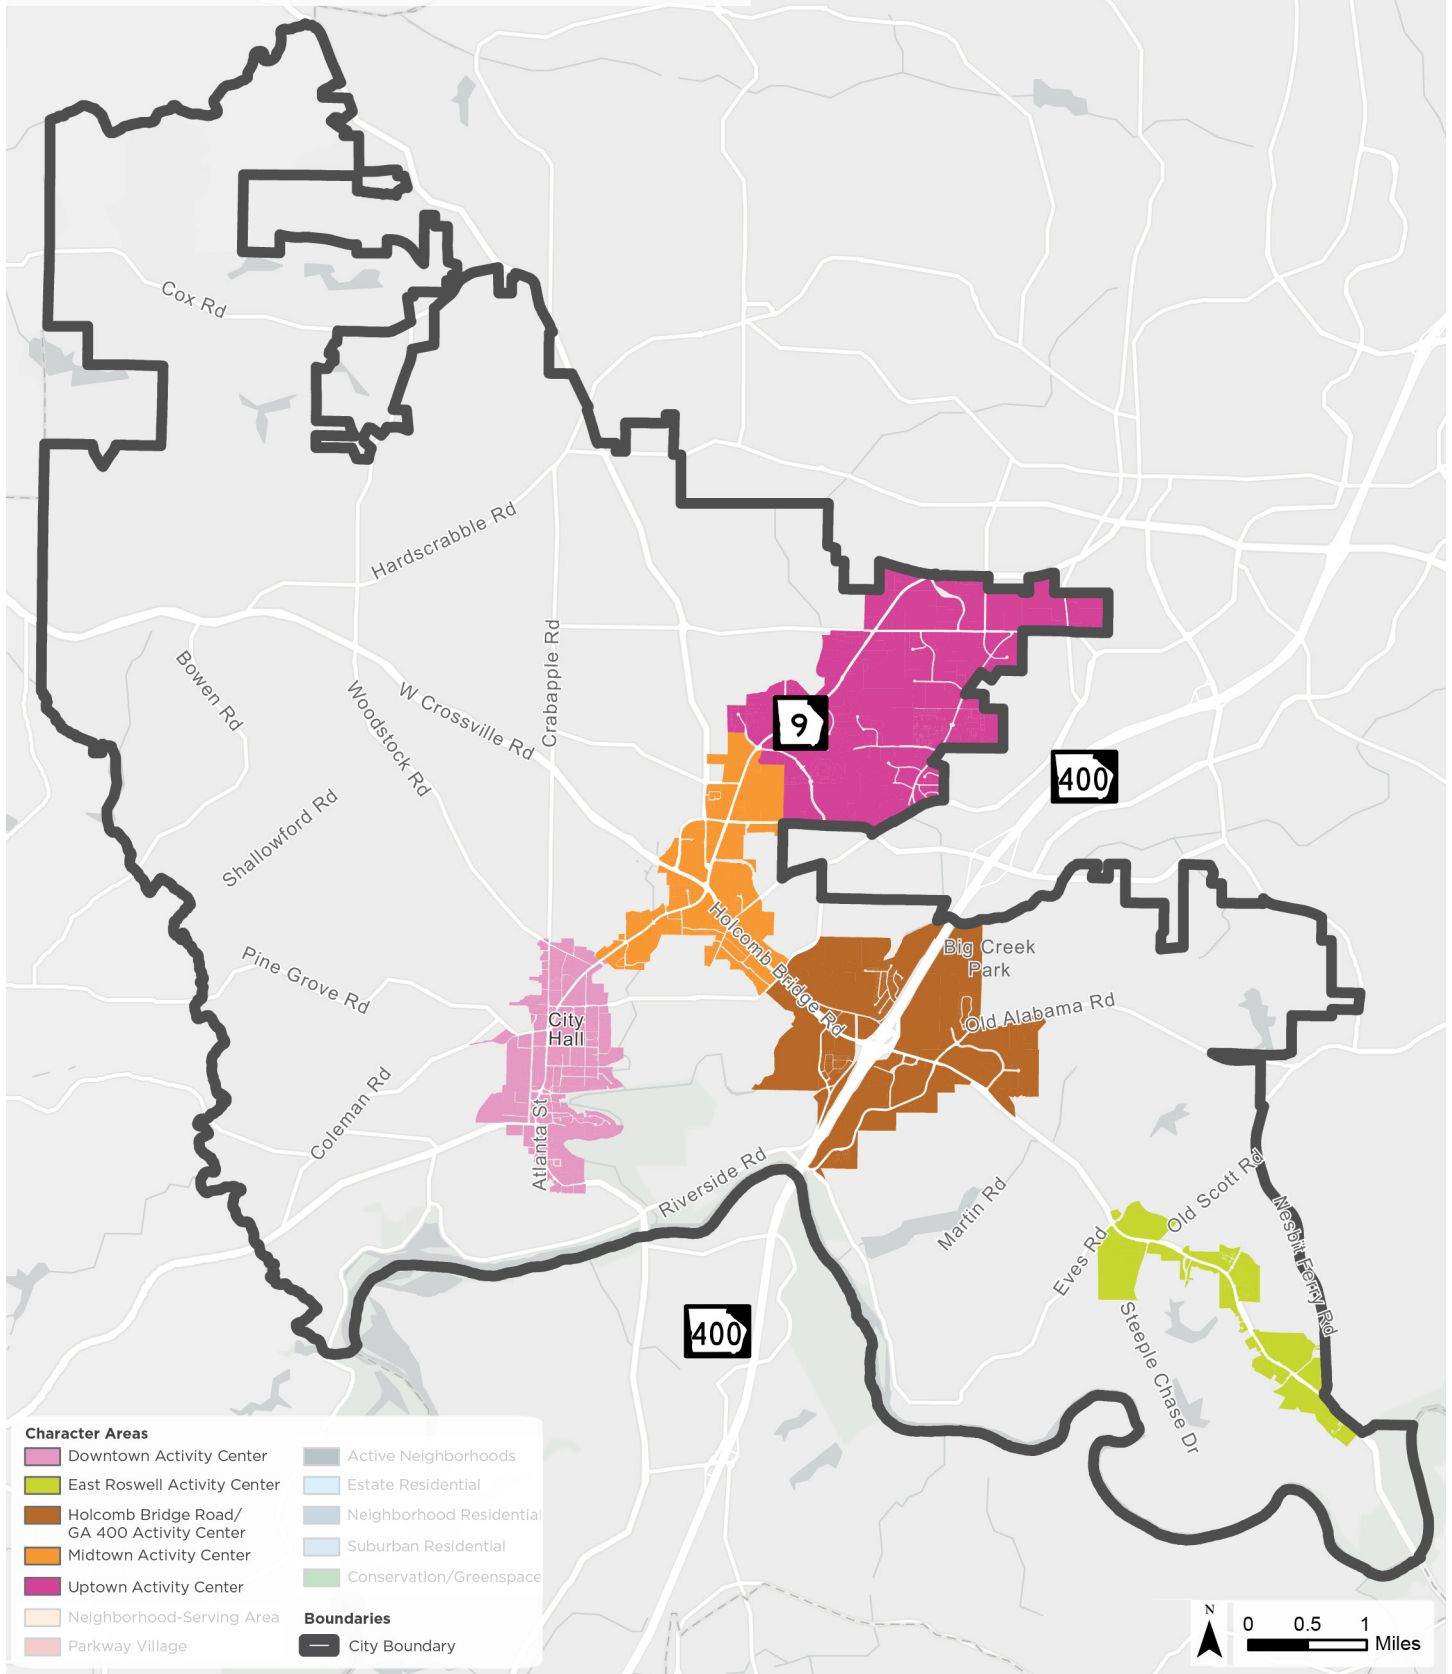 Cox Rd
Hardscrabble Rd
Crabapple Rd
Bowen Rd
Woodstock Rd
W Crossville Rd
9
400
Shallowford Rd
Holcomb Bridge Rd
Big Creek
Park
Pine Grove Rd
City
Hall
Old Alabama Rd
Coleman Rd
Atlanta St
Riverside Rd
Martin Rd
Old Scott Rd
Eves Rd
Nesbit Ferry Rd
Steeple Chase Dr
400
Character Areas
Downtown Activity Center
East Roswell Activity Center
Holcomb Bridge Road/
GA 400 Activity Center
Midtown Activity Center
Uptown Activity Center
Neighborhood-Serving Area
Parkway Village
Active Neighborhoods
Estate Residential
Neighborhood Residential
Suburban Residential
Conservation/Greenspace
Boundaries
City Boundary
N
0 0.5 1
Miles